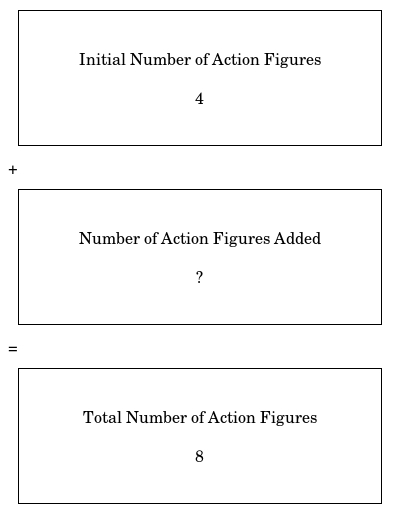 Initial Number of Action Figures
4
+
Number of Action Figures Added
?
=
Total Number of Action Figures
8